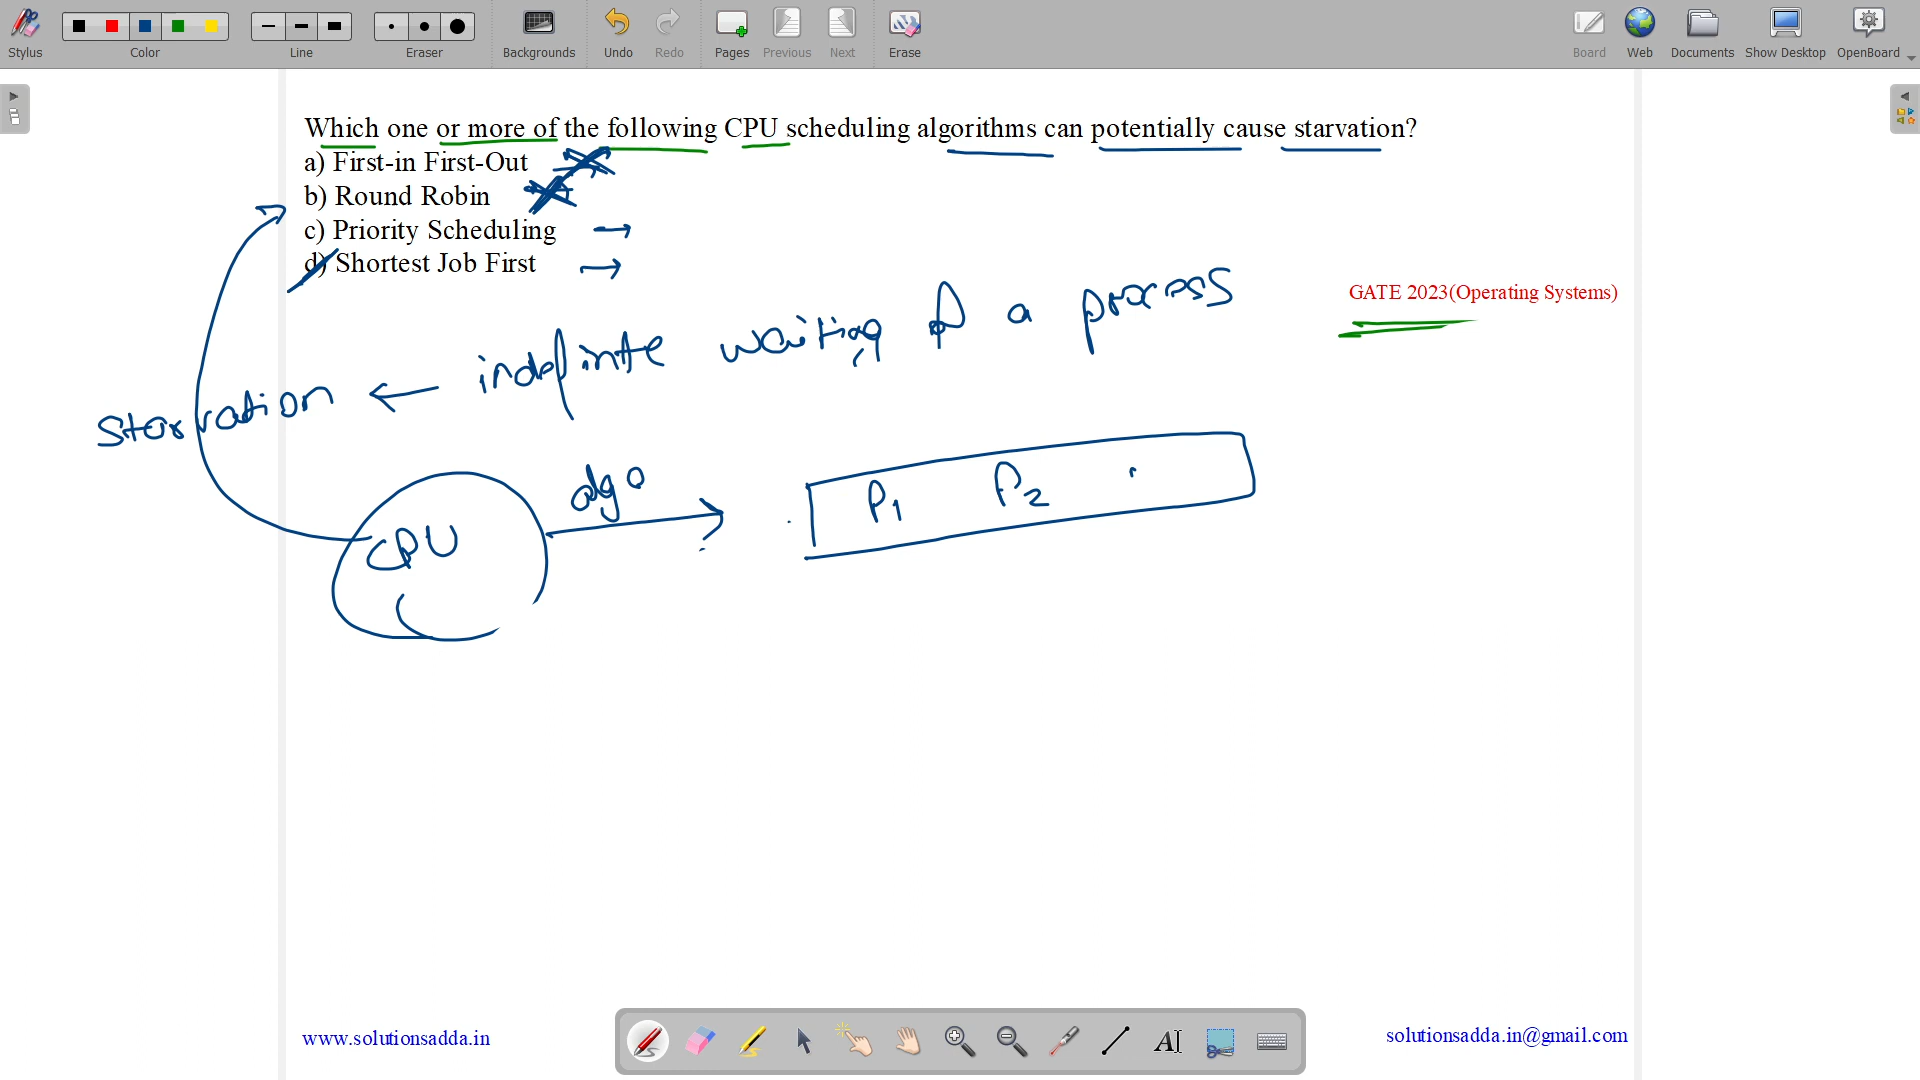 Stylus Color Line Eraser Backgrounds Undo Redo Pages Previous Next Erase Board Web Documents Show Desktop OpenBoard
Which one or more of the following CPU scheduling algorithms can potentially cause starvation?
a) First-in First-Out
b) Round Robin
c) Priority Scheduling
d) Shortest Job First
GATE 2023(Operating Systems)
starvation ← indefinite waiting of a process
CPU algo P1 P2
www.solutionsadda.in
solutionsadda.in@gmail.com